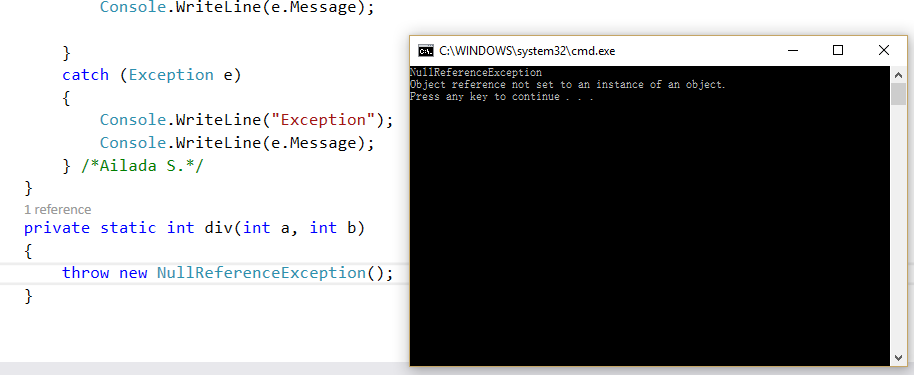 Console.WriteLine(e.Message);
}
catch (Exception e)
{
Console.WriteLine("Exception");
Console.WriteLine(e.Message);
} /*Ailada S.*/
}
1 reference
private static int div(int a, int b)
{
throw new NullReferenceException();
}
C:\WINDOWS\system32\cmd.exe
NullReferenceException
Object reference not set to an instance of an object.
Press any key to continue . . .